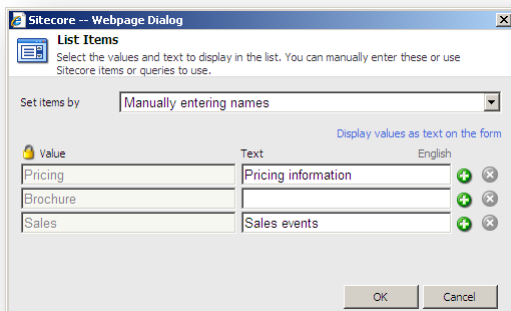 Sitecore -- Webpage Dialog
List Items
Select the values and text to display in the list. You can manually enter these or use
Sitecore items or queries to use.
Set items by Manually entering names
Display values as text on the form
Value Text English
Pricing Pricing information
Brochure
Sales Sales events
OK Cancel